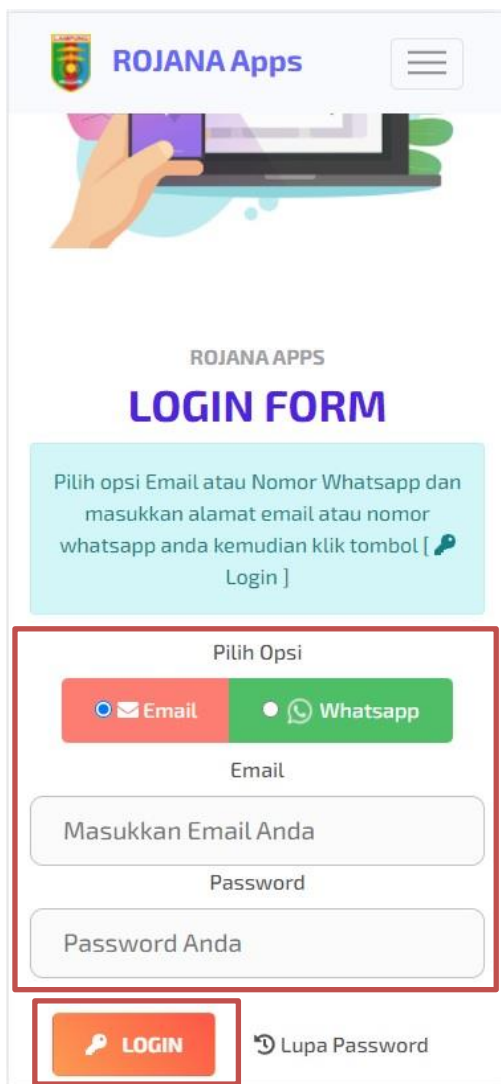 LAMPUNG
ROJANA Apps
ROJANA APPS
LOGIN FORM
Pilih opsi Email atau Nomor Whatsapp dan
masukkan alamat email atau nomor
whatsapp anda kemudian klik tombol [
Login ]
Pilih Opsi
Email
Whatsapp
Email
Masukkan Email Anda
Password
Password Anda
LOGIN
Lupa Password